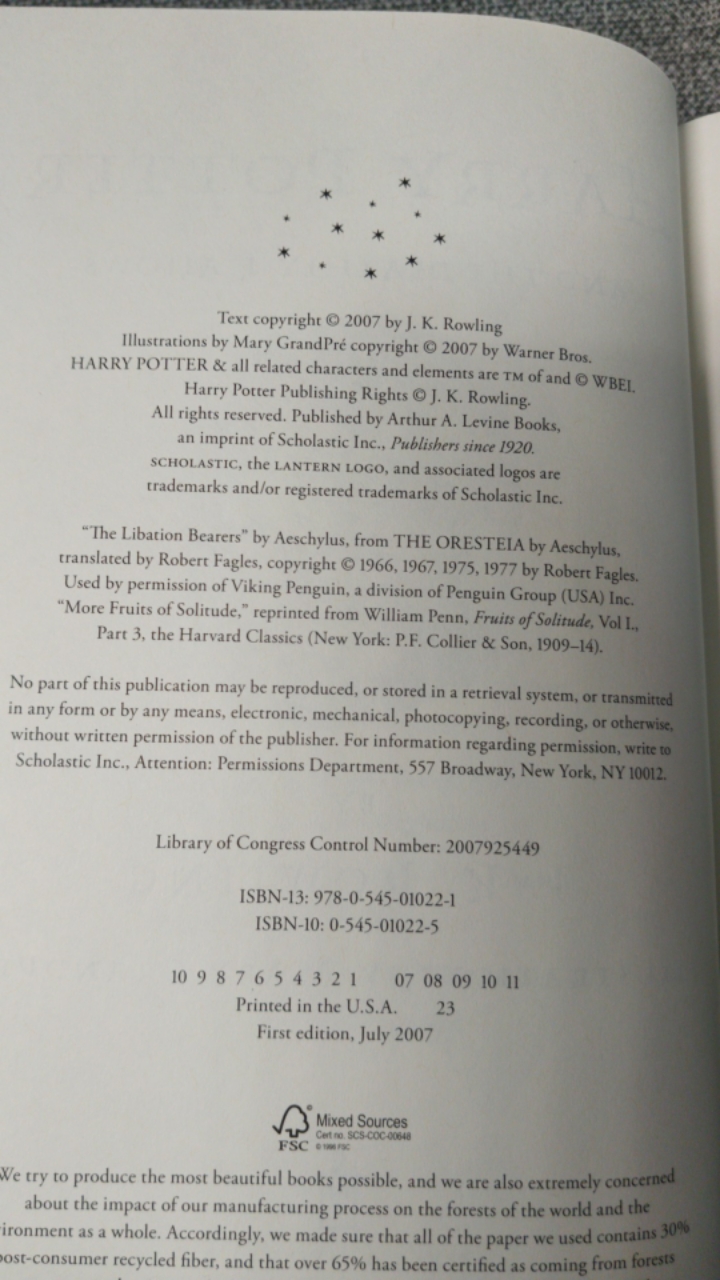 Text copyright © 2007 by J. K. Rowling
Illustrations by Mary GrandPré copyright © 2007 by Warner Bros.
HARRY POTTER & all related characters and elements are TM of and © WBEI.
Harry Potter Publishing Rights © J. K. Rowling.
All rights reserved. Published by Arthur A. Levine Books,
an imprint of Scholastic Inc., Publishers since 1920.
SCHOLASTIC, the LANTERN LOGO, and associated logos are
trademarks and/or registered trademarks of Scholastic Inc.
“The Libation Bearers” by Aeschylus, from THE ORESTEIA by Aeschylus,
translated by Robert Fagles, copyright © 1966, 1967, 1975, 1977 by Robert Fagles.
Used by permission of Viking Penguin, a division of Penguin Group (USA) Inc.
“More Fruits of Solitude,” reprinted from William Penn, Fruits of Solitude, Vol I.,
Part 3, the Harvard Classics (New York: P.F. Collier & Son, 1909–14).
No part of this publication may be reproduced, or stored in a retrieval system, or transmitted
in any form or by any means, electronic, mechanical, photocopying, recording, or otherwise,
without written permission of the publisher. For information regarding permission, write to
Scholastic Inc., Attention: Permissions Department, 557 Broadway, New York, NY 10012.
Library of Congress Control Number: 2007925449
ISBN-13: 978-0-545-01022-1
ISBN-10: 0-545-01022-5
10 9 8 7 6 5 4 3 2 1 07 08 09 10 11
Printed in the U.S.A. 23
First edition, July 2007
Mixed Sources
Cert no. SCS-COC-00648
FSC © 1996 FSC
We try to produce the most beautiful books possible, and we are also extremely concerned
about the impact of our manufacturing process on the forests of the world and the
ironment as a whole. Accordingly, we made sure that all of the paper we used contains 30%
post-consumer recycled fiber, and that over 65% has been certified as coming from forests